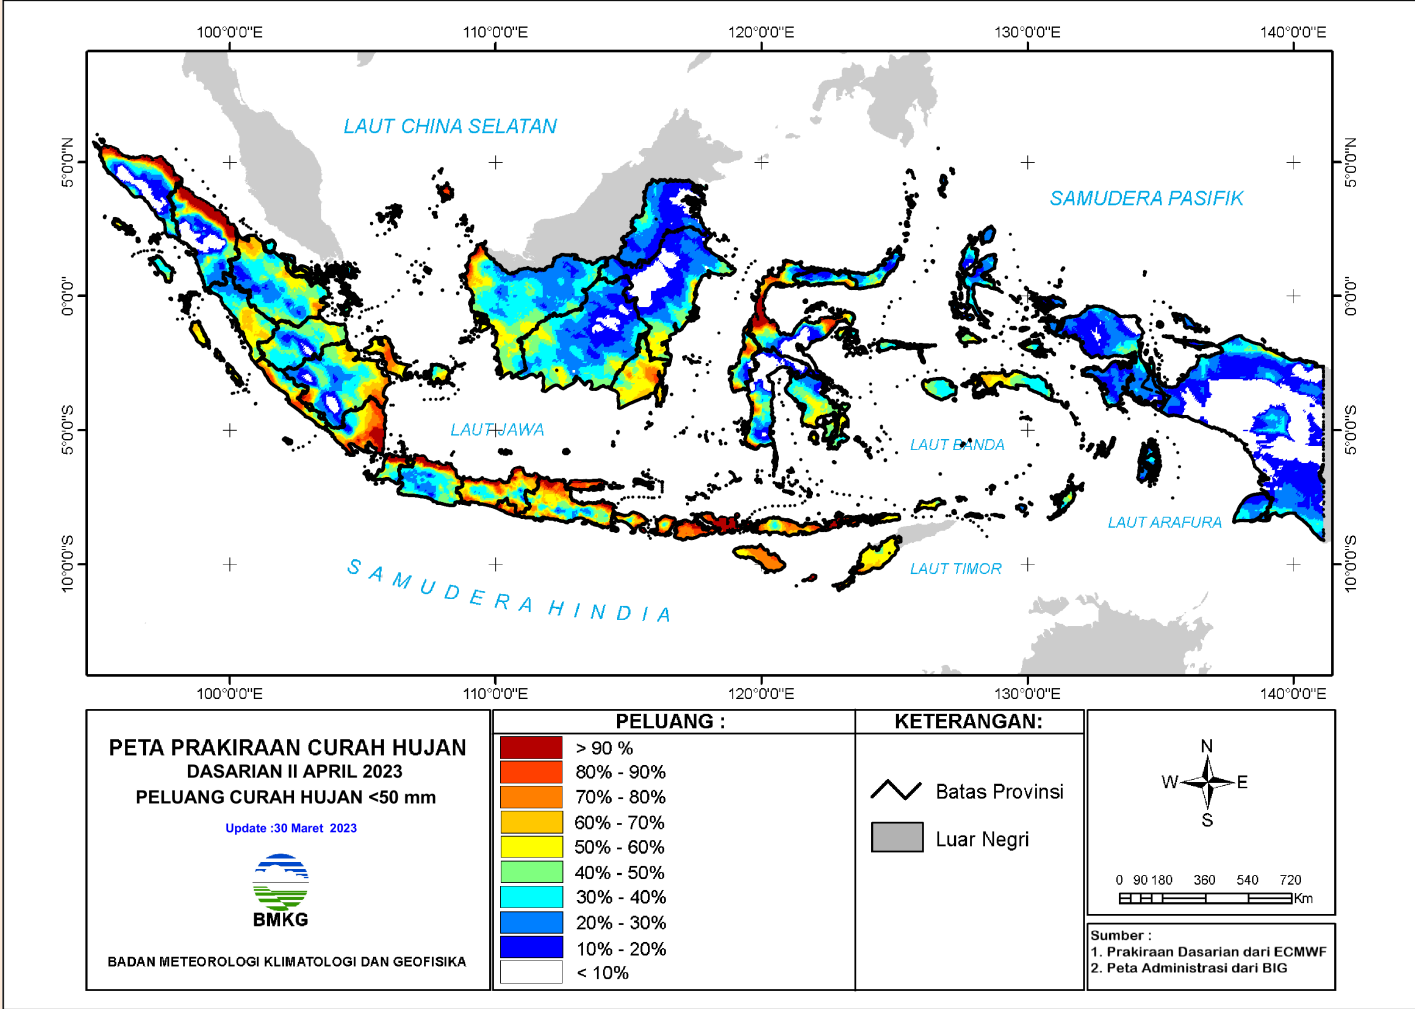 100°0'0"E
110°0'0"E
120°0'0"E
130°0'0"E
140°0'0"E
5°0'0"N
0°0'0"
5°0'0"S
10°0'0"S
5°0'0"N
0°0'0"
5°0'0"S
10°0'0"S
LAUT CHINA SELATAN
SAMUDERA PASIFIK
LAUT JAWA
LAUT BANDA
LAUT ARAFURA
LAUT TIMOR
SAMUDERA HINDIA
100°0'0"E
110°0'0"E
120°0'0"E
130°0'0"E
140°0'0"E
PETA PRAKIRAAN CURAH HUJAN
DASARIAN II APRIL 2023
PELUANG CURAH HUJAN <50 mm
Update :30 Maret 2023
BMKG
BADAN METEOROLOGI KLIMATOLOGI DAN GEOFISIKA
PELUANG :
> 90 %
80% - 90%
70% - 80%
60% - 70%
50% - 60%
40% - 50%
30% - 40%
20% - 30%
10% - 20%
< 10%
KETERANGAN:
Batas Provinsi
Luar Negri
N
W
E
S
0 90 180 360 540 720
Km
Sumber :
1. Prakiraan Dasarian dari ECMWF
2. Peta Administrasi dari BIG